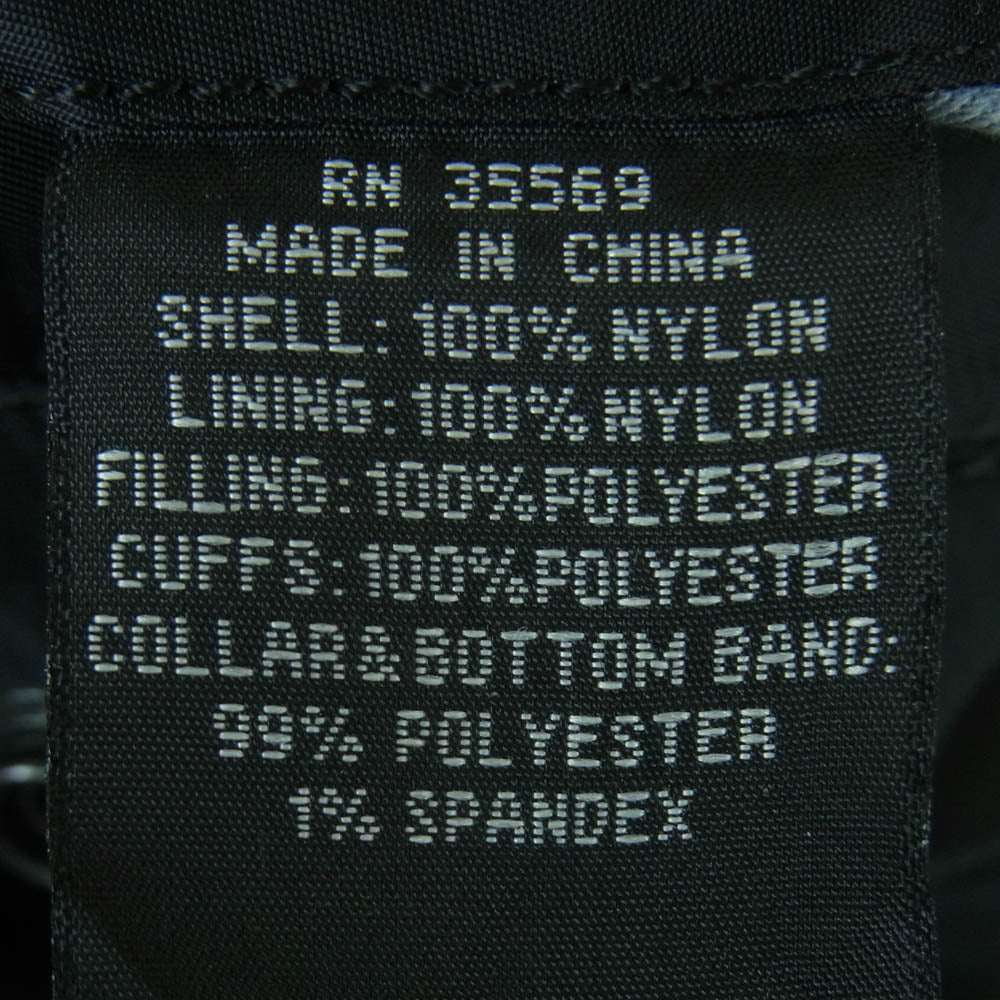 RN 35569
MADE IN CHINA
SHELL: 100% NYLON
LINING: 100% NYLON
FILLING: 100% POLYESTER
CUFFS: 100% POLYESTER
COLLAR & BOTTOM BAND:
99% POLYESTER
1% SPANDEX